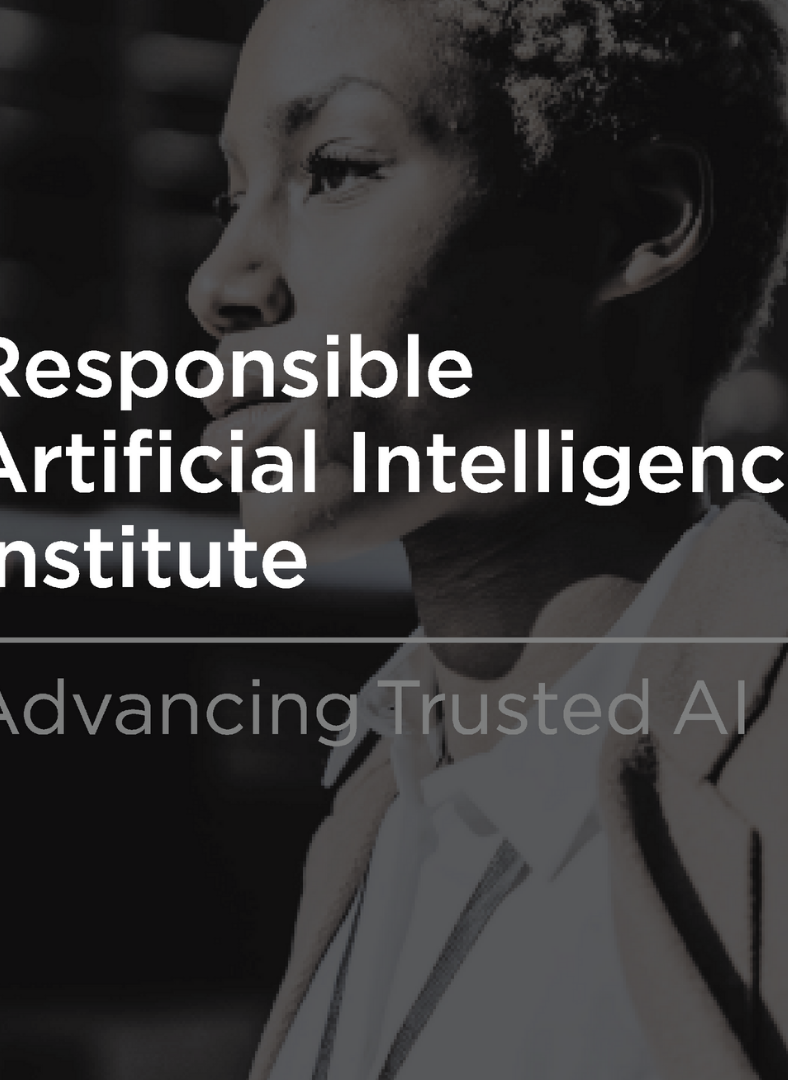 Responsible
Artificial Intelligenc
nstitute
Advancing Trusted AI